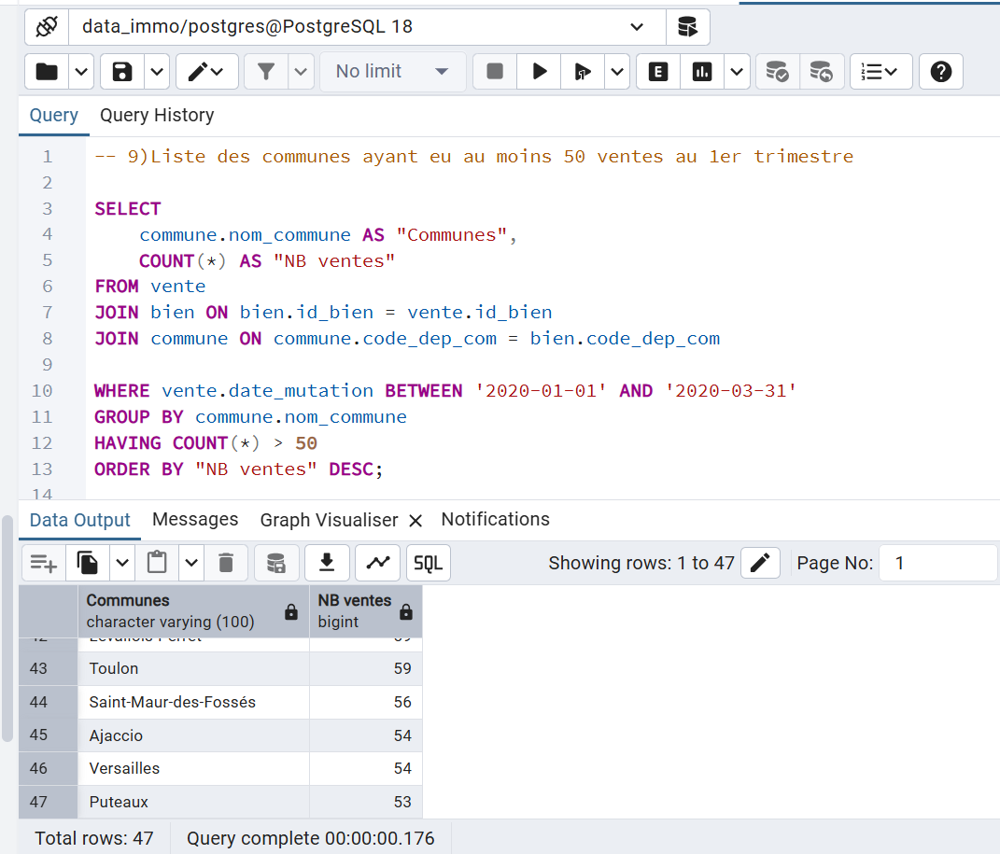 data_immo/postgres@PostgreSQL 18
No limit
E
Query Query History
1 -- 9)Liste des communes ayant eu au moins 50 ventes au 1er trimestre
2
3 SELECT
4 commune.nom_commune AS "Communes",
5 COUNT(*) AS "NB ventes"
6 FROM vente
7 JOIN bien ON bien.id_bien = vente.id_bien
8 JOIN commune ON commune.code_dep_com = bien.code_dep_com
9
10 WHERE vente.date_mutation BETWEEN '2020-01-01' AND '2020-03-31'
11 GROUP BY commune.nom_commune
12 HAVING COUNT(*) > 50
13 ORDER BY "NB ventes" DESC;
14
Data Output Messages Graph Visualiser Notifications
SQL Showing rows: 1 to 47 Page No: 1
Communes NB ventes
character varying (100) bigint
43 Toulon 59
44 Saint-Maur-des-Fossés 56
45 Ajaccio 54
46 Versailles 54
47 Puteaux 53
Total rows: 47 Query complete 00:00:00.176